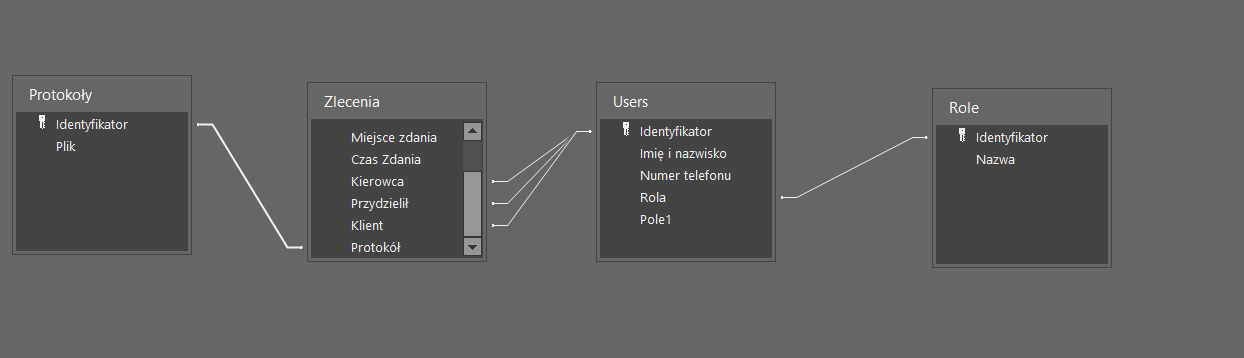 Protokoły
Identyfikator
Plik
Zlecenia
Miejsce zdania
Czas Zdania
Kierowca
Przydzielił
Klient
Protokół
Users
Identyfikator
Imię i nazwisko
Numer telefonu
Rola
Pole1
Role
Identyfikator
Nazwa